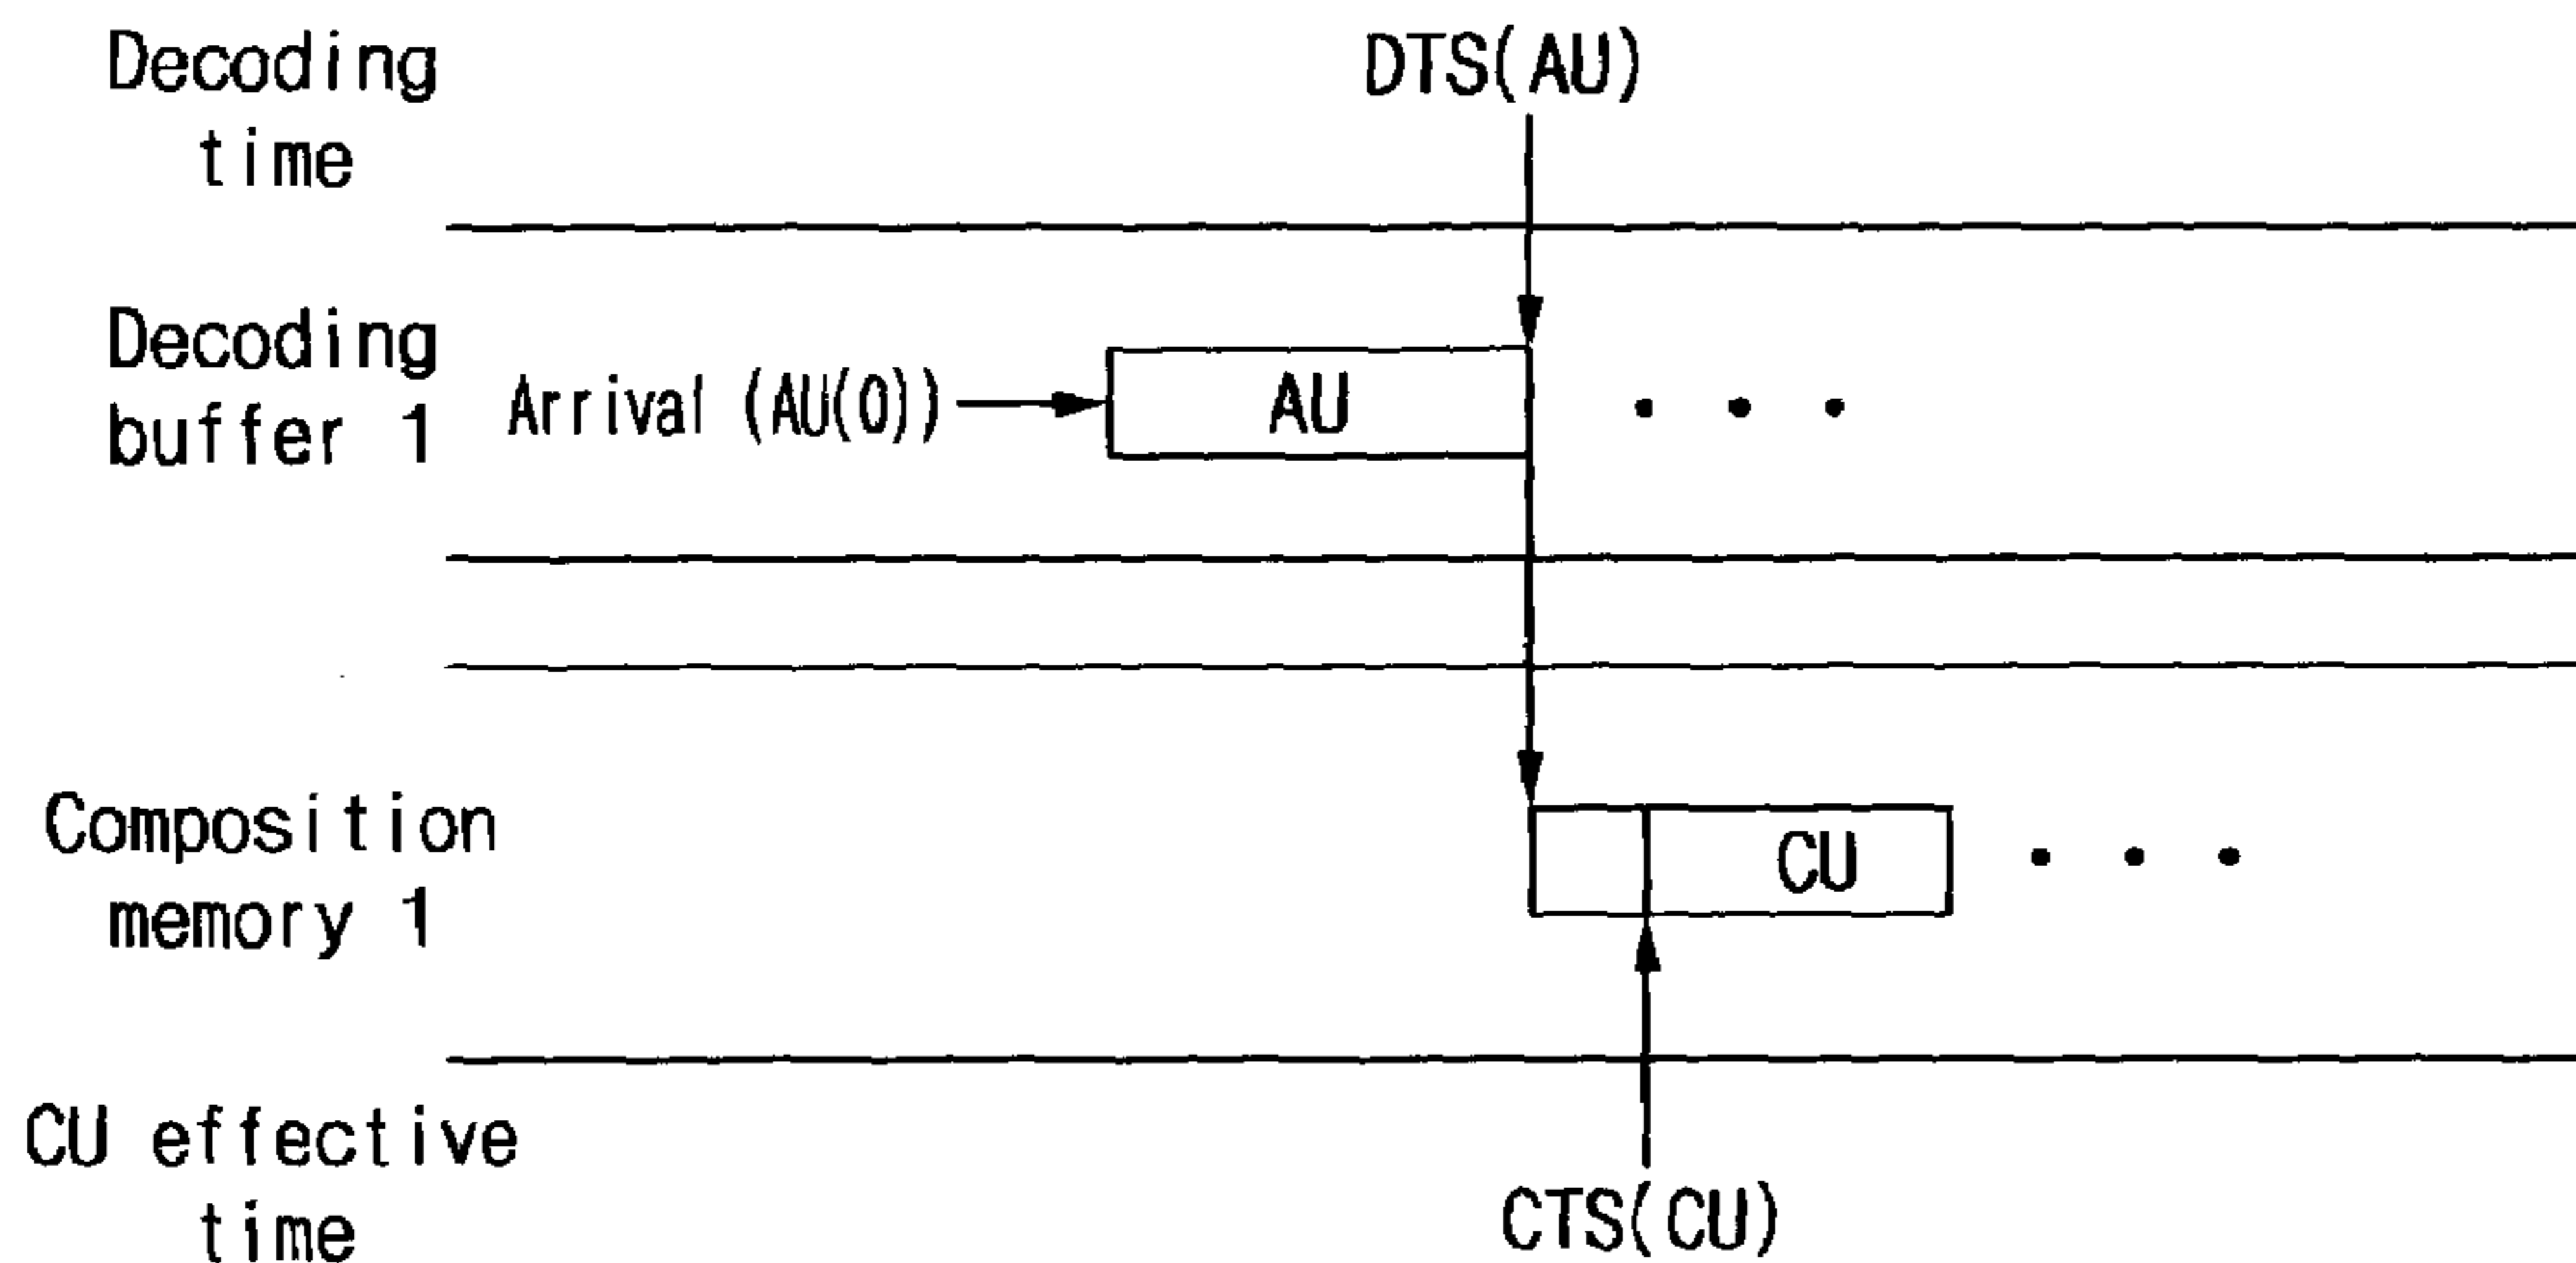 Decoding
time
DTS(AU)
Decoding
buffer 1
Arrival (AU(0))
AU
Composition
memory 1
CU
CU effective
time
CTS(CU)